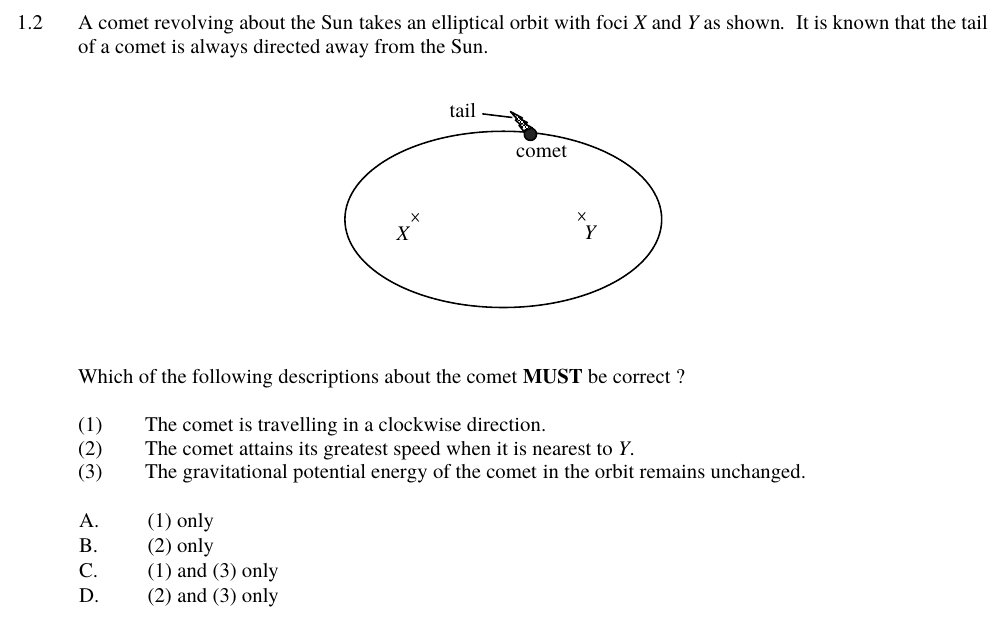 1.2 A comet revolving about the Sun takes an elliptical orbit with foci X and Y as shown. It is known that the tail
of a comet is always directed away from the Sun.
tail
comet
X
Y
Which of the following descriptions about the comet MUST be correct ?
(1) The comet is travelling in a clockwise direction.
(2) The comet attains its greatest speed when it is nearest to Y.
(3) The gravitational potential energy of the comet in the orbit remains unchanged.
A. (1) only
B. (2) only
C. (1) and (3) only
D. (2) and (3) only